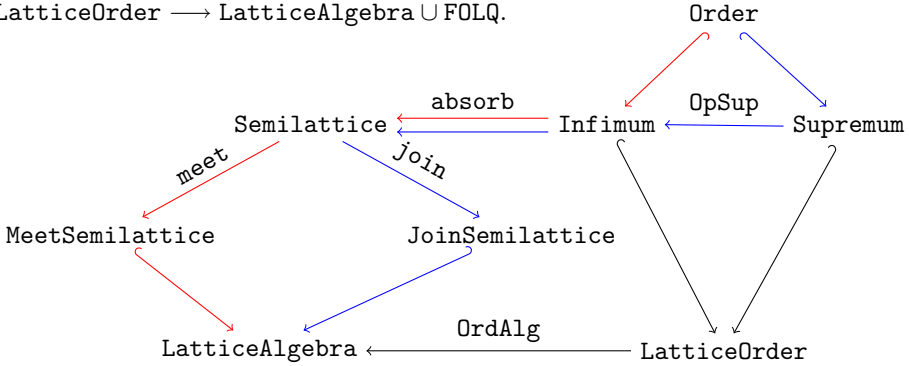 LatticeOrder ⟶ LatticeAlgebra ∪ FOLQ.
Order
absorb
OpSup
Semilattice
Infimum
Supremum
meet
join
MeetSemilattice
JoinSemilattice
OrdAlg
LatticeAlgebra
LatticeOrder